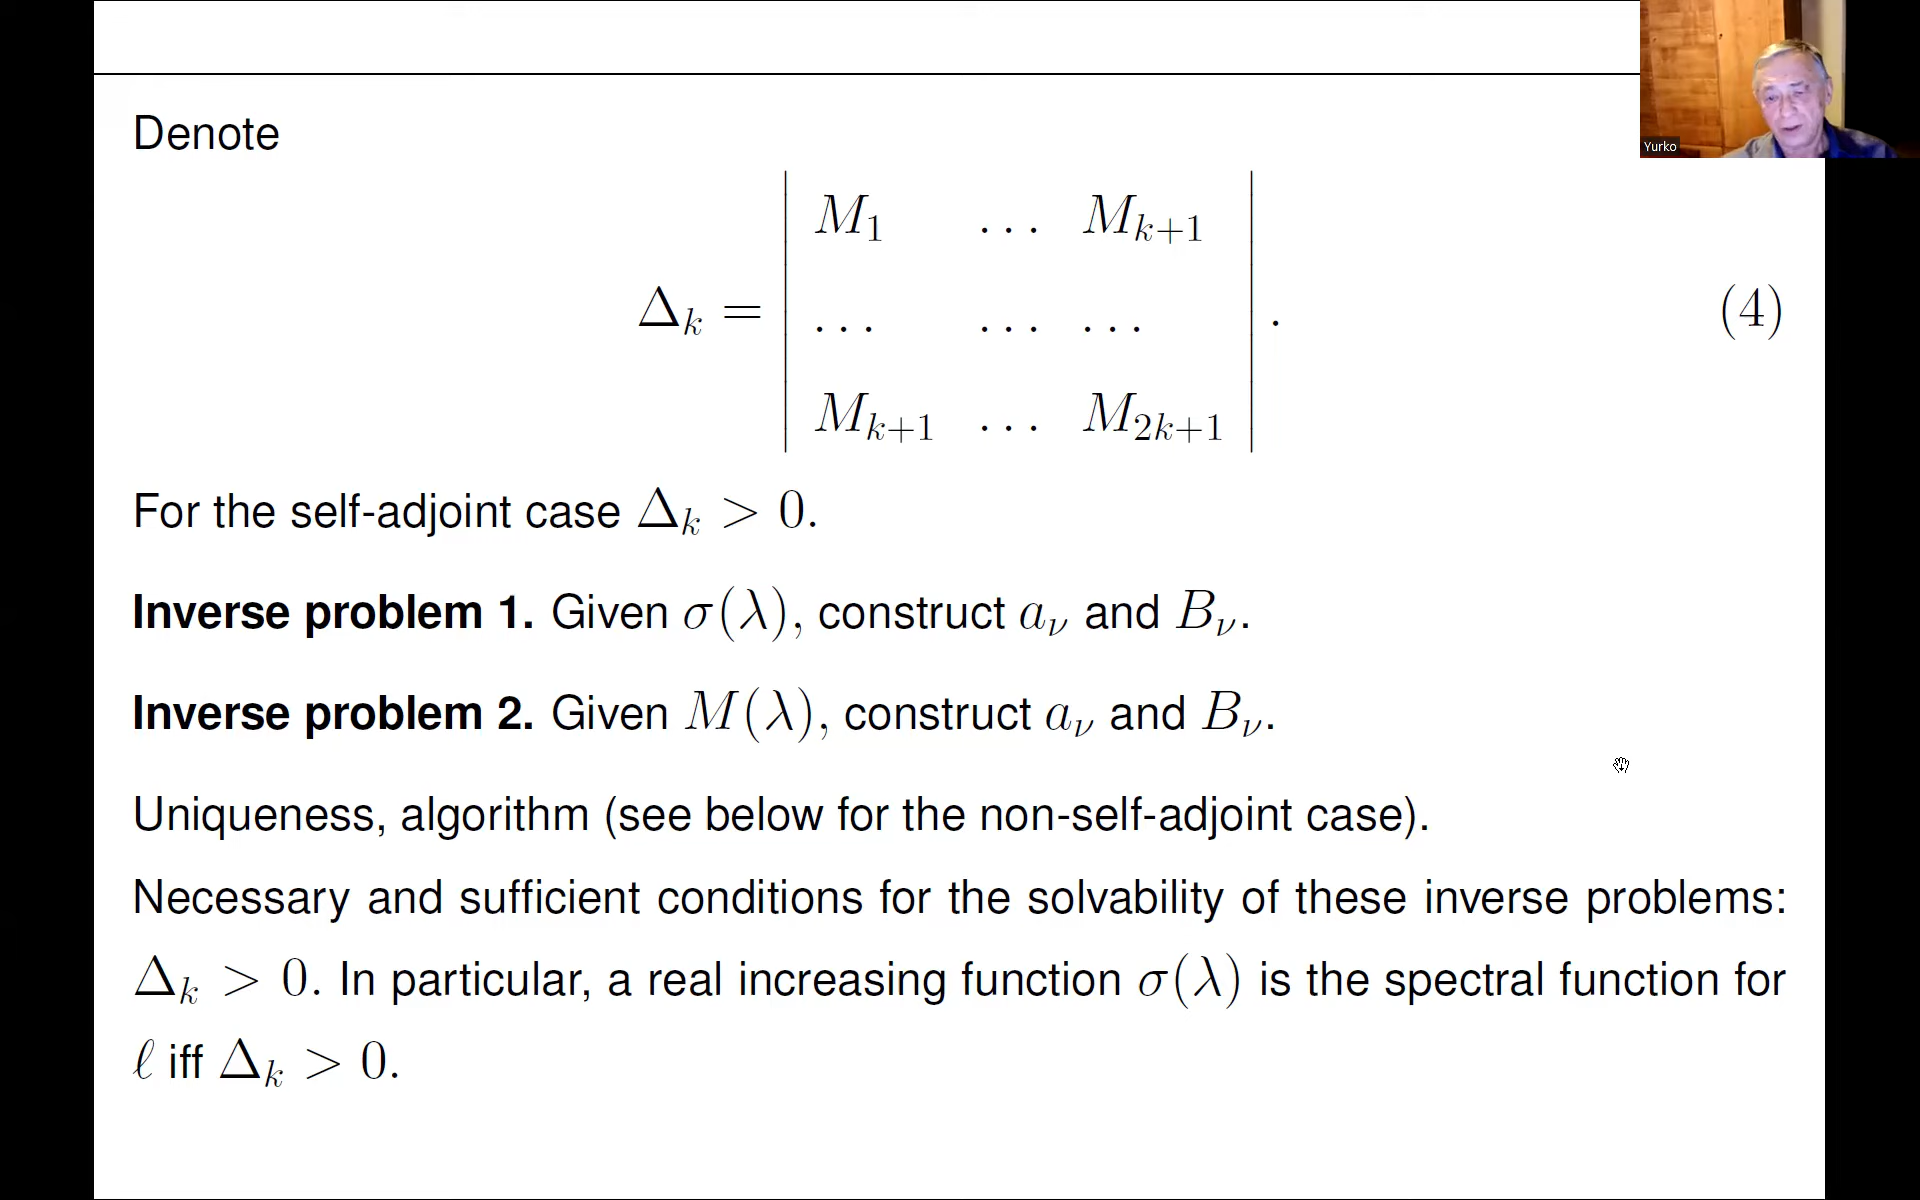 Yurko
Denote
Δ_k = | M_1 … M_{k+1} |
| … … … | . (4)
| M_{k+1} … M_{2k+1} |
For the self-adjoint case Δ_k > 0.
Inverse problem 1. Given σ(λ), construct a_ν and B_ν.
Inverse problem 2. Given M(λ), construct a_ν and B_ν.
Uniqueness, algorithm (see below for the non-self-adjoint case).
Necessary and sufficient conditions for the solvability of these inverse problems:
Δ_k > 0. In particular, a real increasing function σ(λ) is the spectral function for
ℓ iff Δ_k > 0.